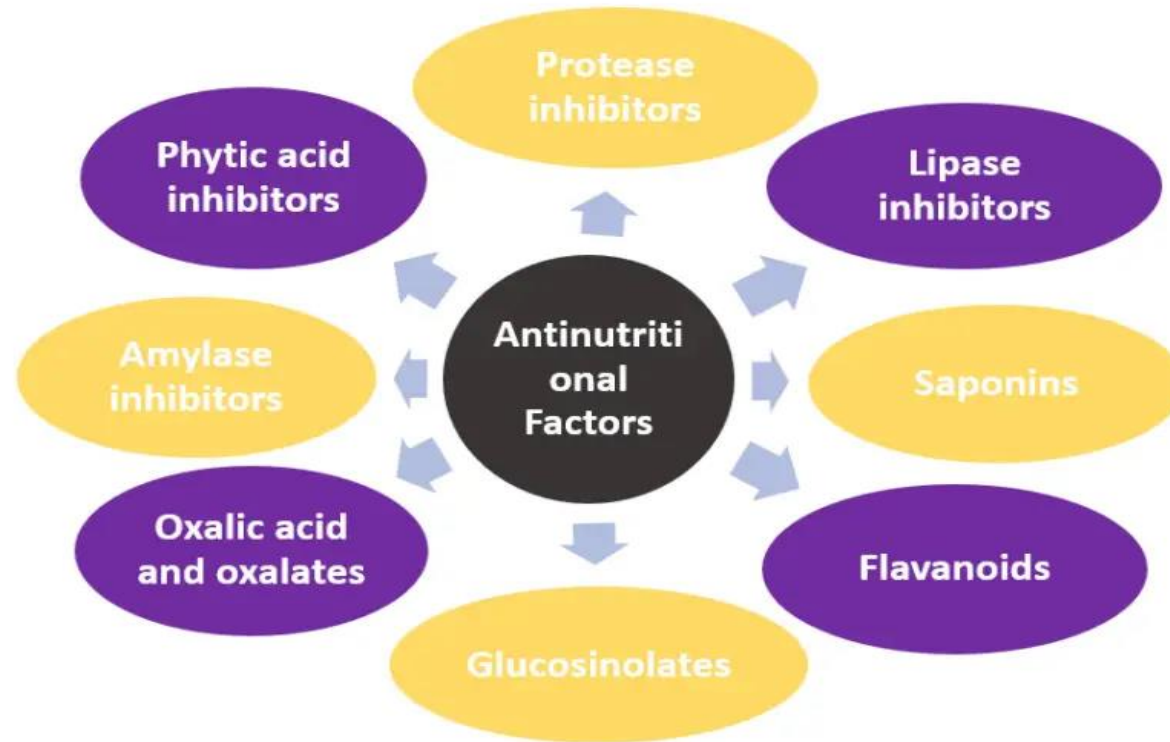 Protease
inhibitors
Phytic acid
inhibitors
Lipase
inhibitors
Antinutriti
onal
Factors
Amylase
inhibitors
Saponins
Oxalic acid
and oxalates
Flavanoids
Glucosinolates